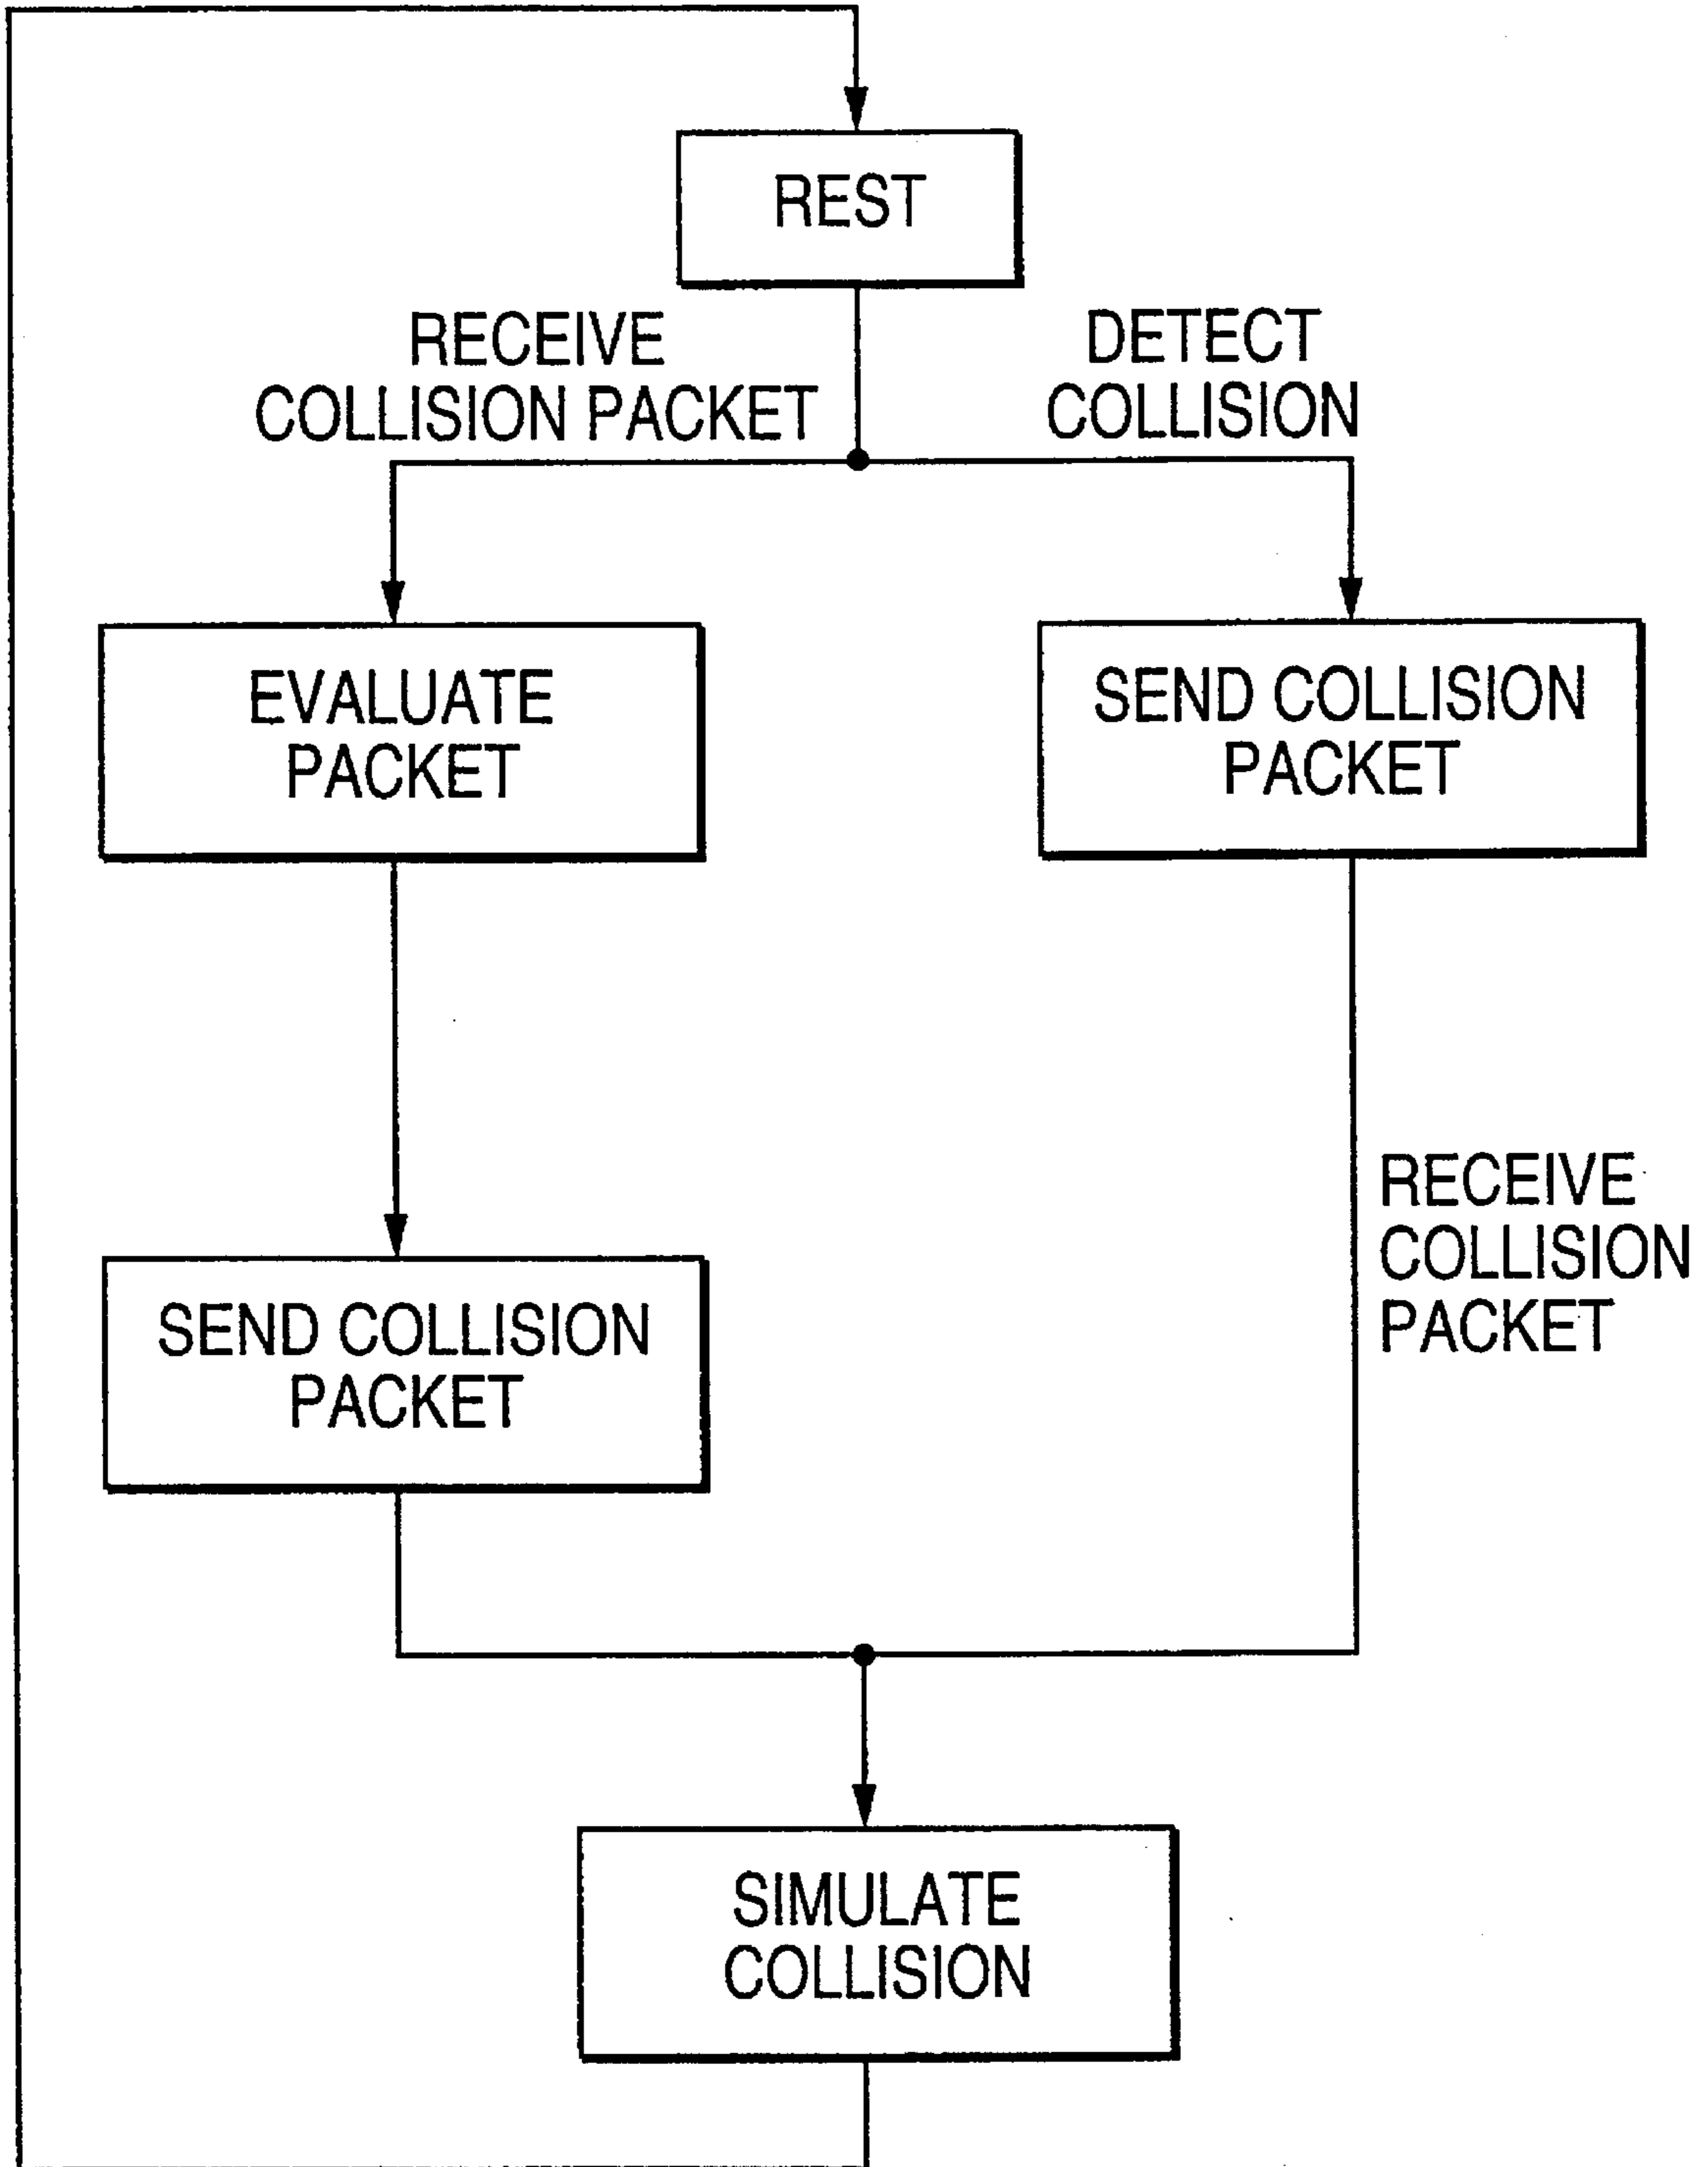 REST
RECEIVE
COLLISION PACKET
DETECT
COLLISION
EVALUATE
PACKET
SEND COLLISION
PACKET
RECEIVE
COLLISION
PACKET
SEND COLLISION
PACKET
SIMULATE
COLLISION